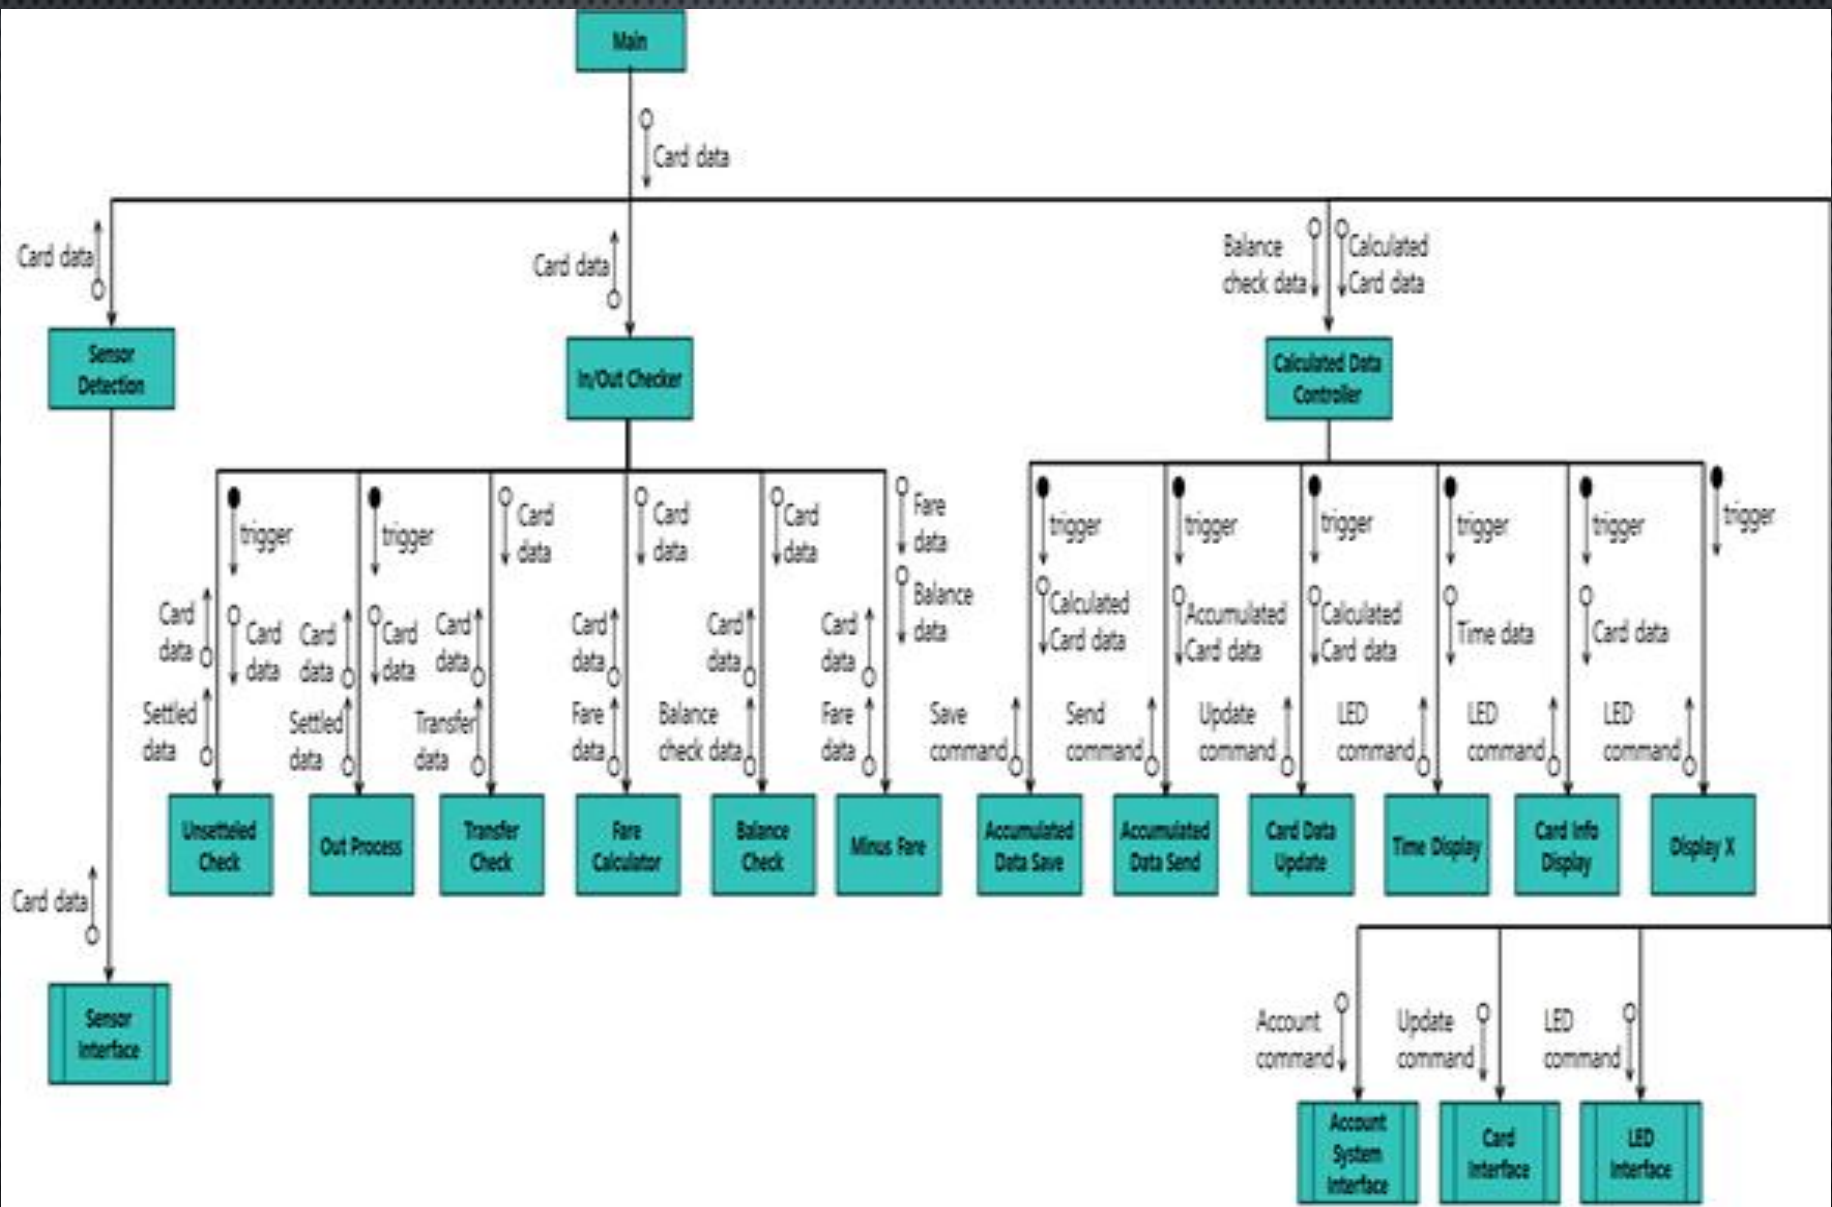 Main
Card data
Card data
Card data
Balance
check data
Calculated
Card data
Sensor
Detection
In/Out Checker
Calculated Data
Controller
trigger
Card
data
Card
data
Settled
data
trigger
Card
data
Card
data
Settled
data
Card
data
Card
data
Transfer
data
Card
data
Card
data
Fare
data
Card
data
Card
data
Balance
check data
Fare
data
Balance
data
Card
data
Fare
data
trigger
Calculated
Card data
Save
command
trigger
Accumulated
Card data
Send
command
trigger
Calculated
Card data
Update
command
trigger
Time data
LED
command
trigger
Card data
LED
command
trigger
LED
command
Unsetteled
Check
Out Process
Transfer
Check
Fare
Calculator
Balance
Check
Minus Fare
Accumulated
Data Save
Accumulated
Data Send
Card Data
Update
Time Display
Card Info
Display
Display X
Card data
Sensor
Interface
Account
command
Update
command
LED
command
Account
System
Interface
Card
Interface
LED
Interface